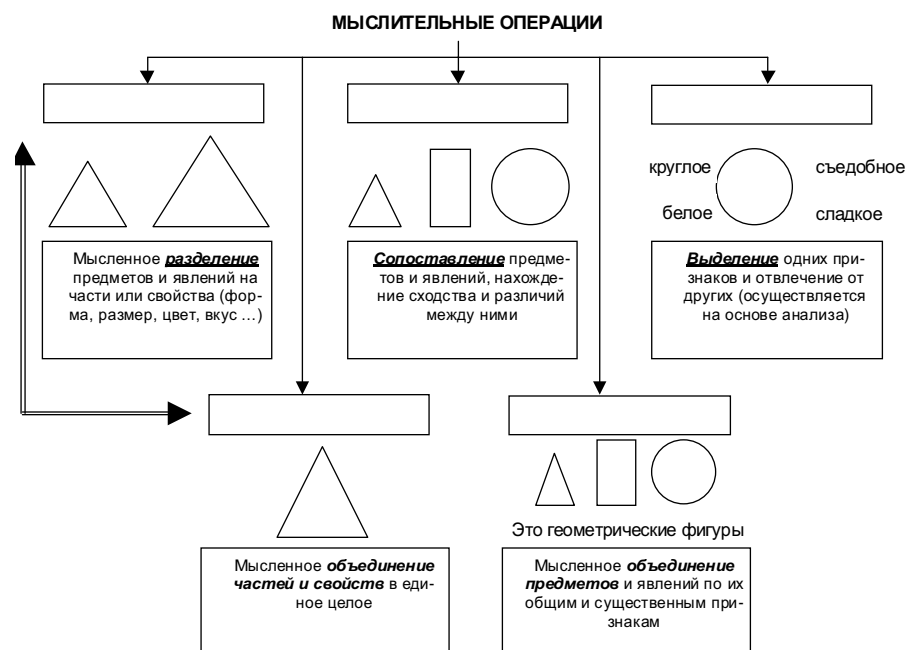 МЫСЛИТЕЛЬНЫЕ ОПЕРАЦИИ
круглое
съедобное
белое
сладкое
Мысленное разделение
предметов и явлений на
части или свойства (фор-
ма, размер, цвет, вкус …)
Сопоставление предме-
тов и явлений, нахожде-
ние сходства и различий
между ними
Выделение одних при-
знаков и отвлечение от
других (осуществляется
на основе анализа)
Это геометрические фигуры
Мысленное объединение
частей и свойств в еди-
ное целое
Мысленное объединение
предметов и явлений по их
общим и существенным при-
знакам